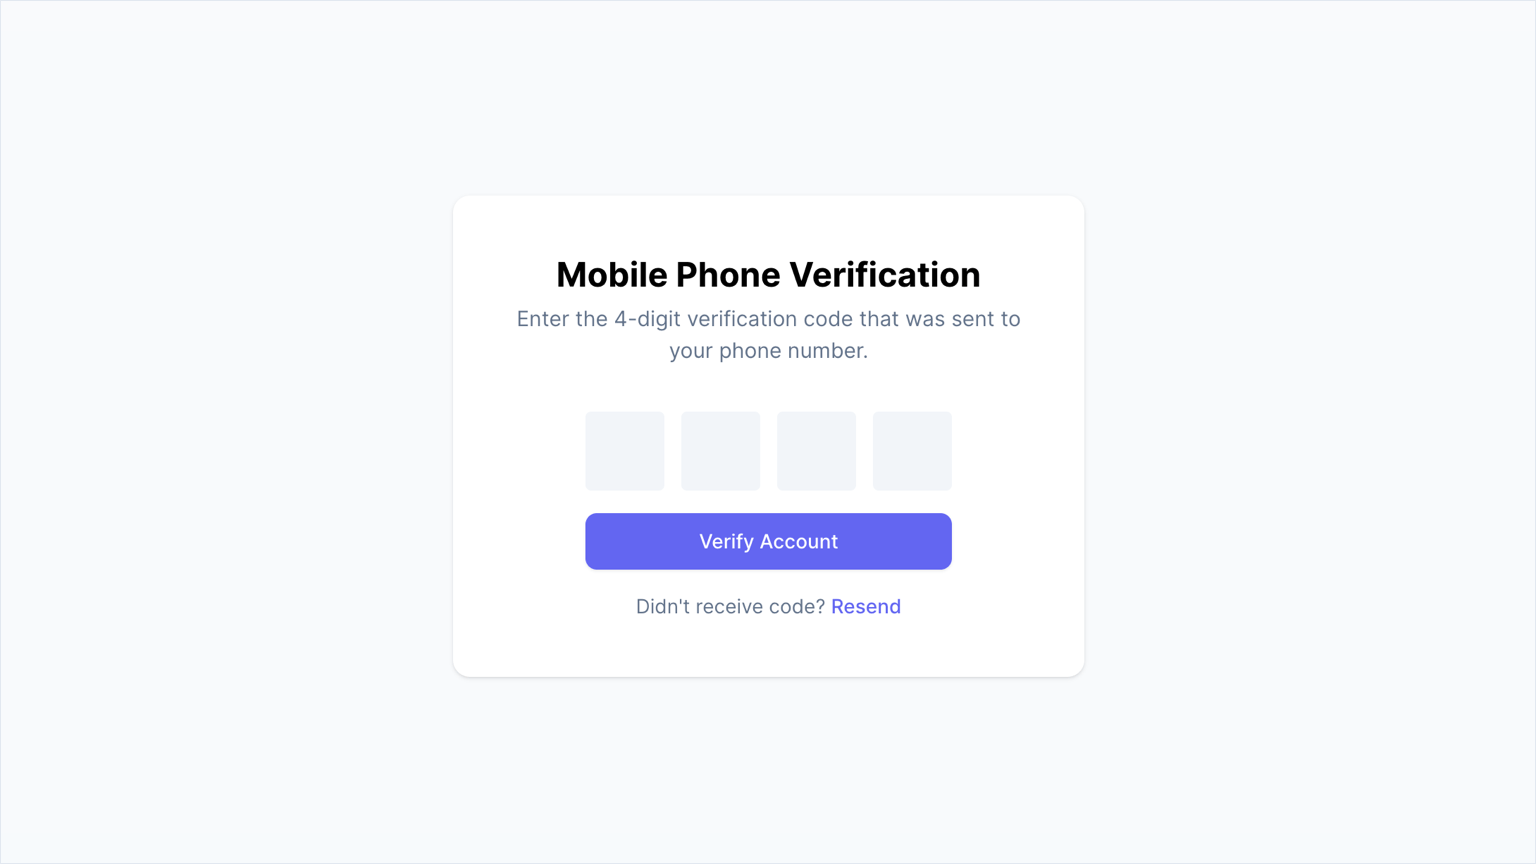 Mobile Phone Verification
Enter the 4-digit verification code that was sent to
your phone number.
Verify Account
Didn't receive code? Resend